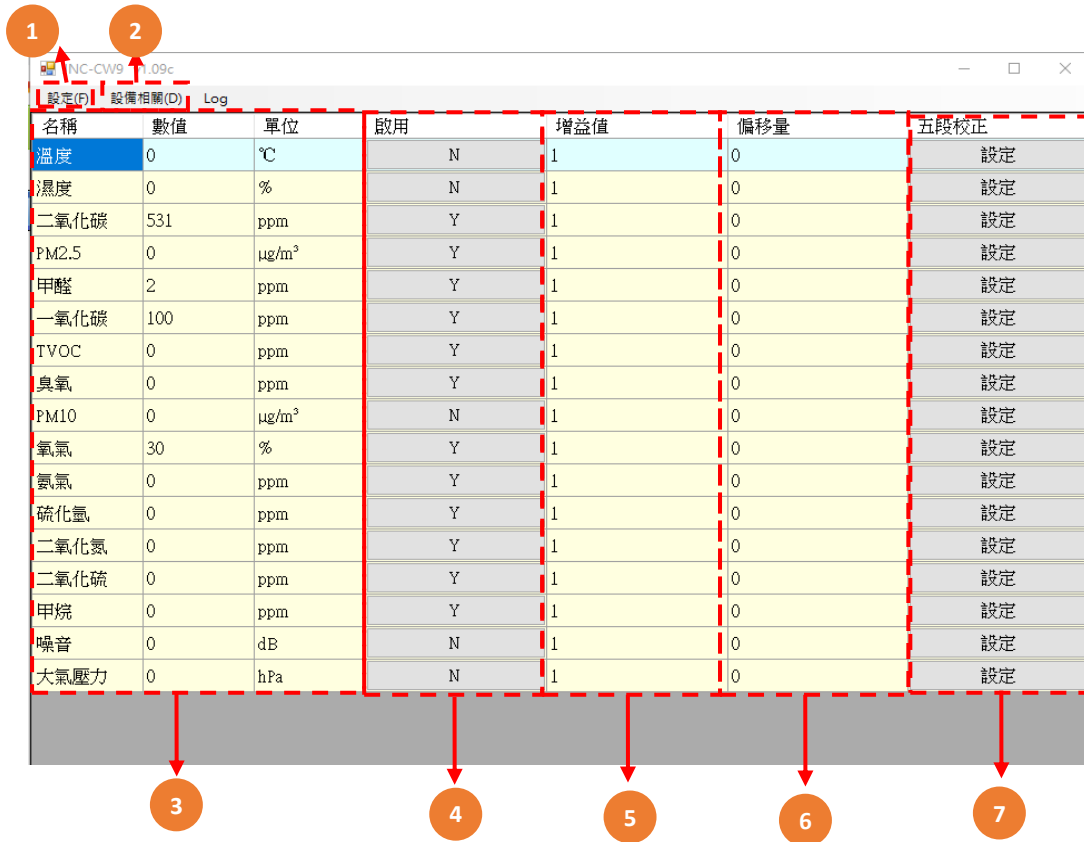 1 2
NC-CW9 1.09c
設定(F) 設備相關(D) Log
名稱 數值 單位 啟用 增益值 偏移量 五段校正
溫度 0 ℃ N 1 0 設定
濕度 0 % N 1 0 設定
二氧化碳 531 ppm Y 1 0 設定
PM2.5 0 μg/m³ Y 1 0 設定
甲醛 2 ppm Y 1 0 設定
一氧化碳 100 ppm Y 1 0 設定
TVOC 0 ppm Y 1 0 設定
臭氧 0 ppm Y 1 0 設定
PM10 0 μg/m³ N 1 0 設定
氧氣 30 % Y 1 0 設定
氨氣 0 ppm Y 1 0 設定
硫化氫 0 ppm Y 1 0 設定
二氧化氮 0 ppm Y 1 0 設定
二氧化硫 0 ppm Y 1 0 設定
甲烷 0 ppm Y 1 0 設定
噪音 0 dB N 1 0 設定
大氣壓力 0 hPa N 1 0 設定
3 4 5 6 7